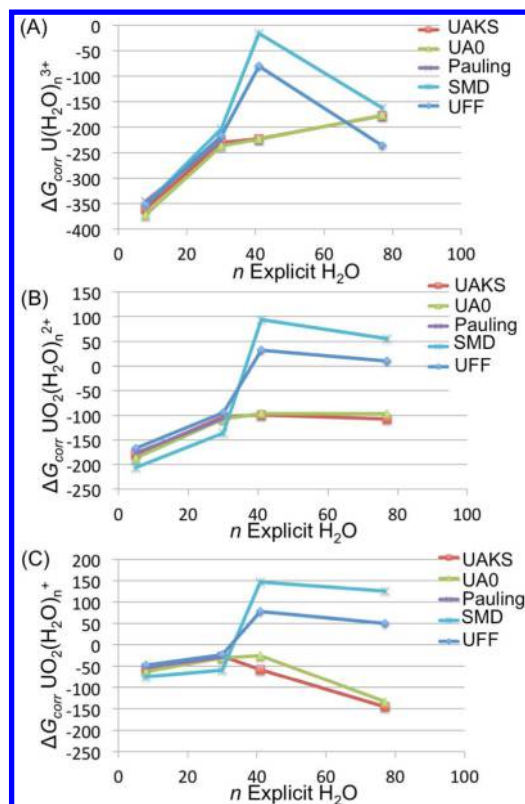 (A)
0
-50
-100
-150
-200
-250
-300
-350
-400
ΔG_corr U(H₂O)ₙ³⁺
0 20 40 60 80 100
n Explicit H₂O
UAKS
UA0
Pauling
SMD
UFF
(B)
150
100
50
0
-50
-100
-150
-200
-250
ΔG_corr UO₂(H₂O)ₙ²⁺
0 20 40 60 80 100
n Explicit H₂O
UAKS
UA0
Pauling
SMD
UFF
(C)
200
150
100
50
0
-50
-100
-150
-200
-250
ΔG_corr UO₂(H₂O)ₙ⁺
0 20 40 60 80 100
n Explicit H₂O
UAKS
UA0
Pauling
SMD
UFF